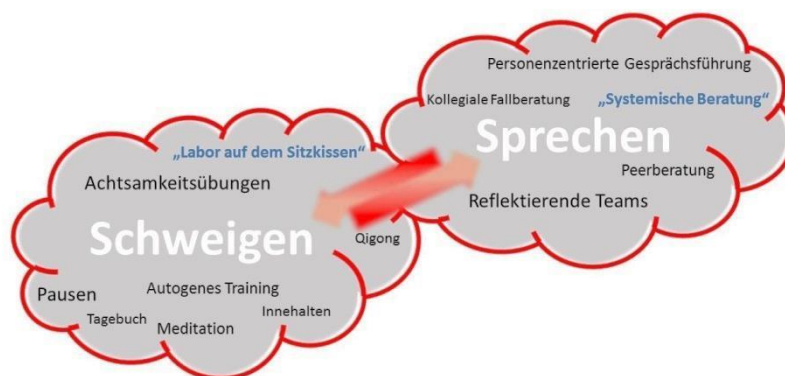 Personenzentrierte Gesprächsführung
Kollegiale Fallberatung
„Systemische Beratung“
Sprechen
Peerberatung
Reflektierende Teams
„Labor auf dem Sitzkissen“
Achtsamkeitsübungen
Schweigen
Qigong
Pausen
Autogenes Training
Innehalten
Tagebuch
Meditation